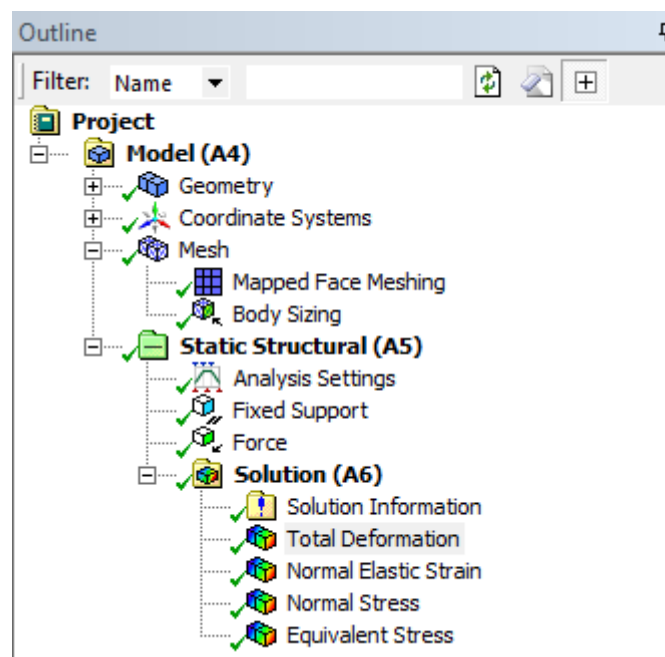 Outline
Filter: Name
Project
Model (A4)
Geometry
Coordinate Systems
Mesh
Mapped Face Meshing
Body Sizing
Static Structural (A5)
Analysis Settings
Fixed Support
Force
Solution (A6)
Solution Information
Total Deformation
Normal Elastic Strain
Normal Stress
Equivalent Stress